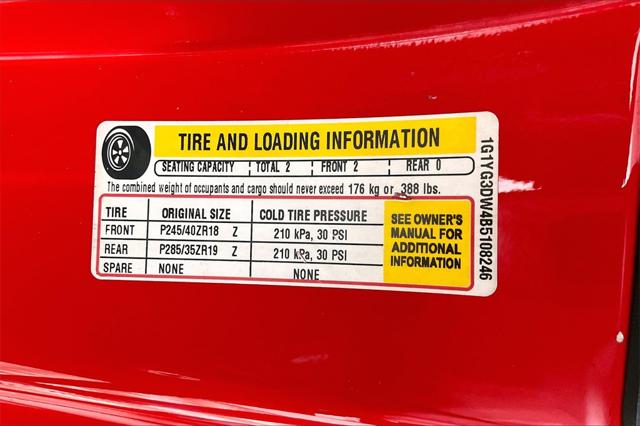 TIRE AND LOADING INFORMATION
SEATING CAPACITY TOTAL 2 FRONT 2 REAR 0
The combined weight of occupants and cargo should never exceed 176 kg or 388 lbs.
TIRE ORIGINAL SIZE COLD TIRE PRESSURE
FRONT P245/40ZR18 Z 210 kPa, 30 PSI
REAR P285/35ZR19 Z 210 kPa, 30 PSI
SPARE NONE NONE
SEE OWNER'S
MANUAL FOR
ADDITIONAL
INFORMATION
1G1YG3DW4B5108246